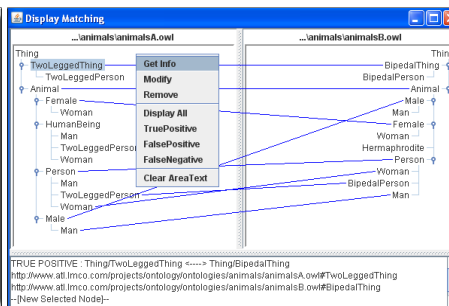 Display Matching
...\animals\animalsA.owl
...\animals\animalsB.owl
Thing
TwoLeggedThing
TwoLeggedPerson
Animal
Female
Woman
HumanBeing
Man
TwoLeggedPerson
Woman
Person
Man
TwoLeggedPerson
Woman
Male
Man
Get Info
Modify
Remove
Display All
TruePositive
FalsePositive
FalseNegative
Clear AreaText
Thin
BipedalThing
BipedalPerson
Animal
Male
Man
Female
Woman
Hermaphrodite
Person
Woman
BipedalPerson
Man
TRUE POSITIVE : Thing/TwoLeggedThing <----> Thing/BipedalThing
http://www.atl.lmco.com/projects/ontology/ontologies/animals/animalsA.owl#TwoLeggedThing
http://www.atl.lmco.com/projects/ontology/ontologies/animals/animalsB.owl#BipedalThing
--[New Selected Node]--